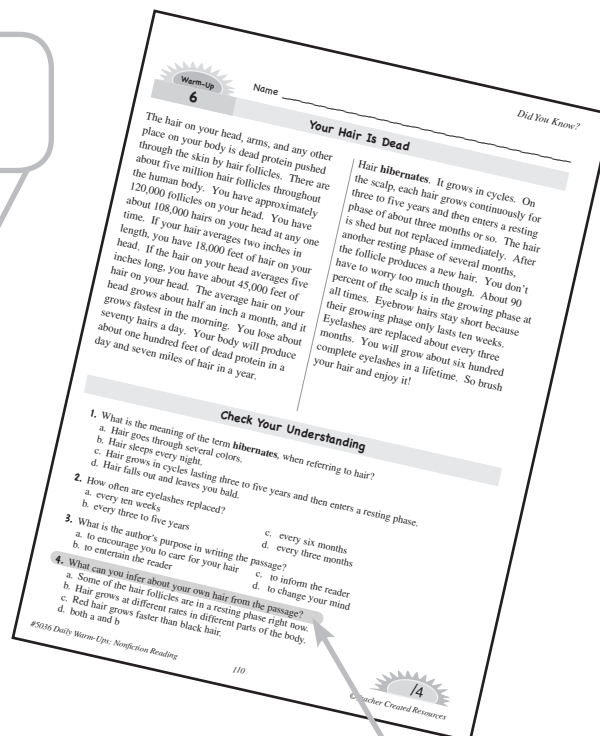 Warm-Up
6
Name
Did You Know?
Your Hair Is Dead
The hair on your head, arms, and any other
place on your body is dead protein pushed
through the skin by hair follicles. There are
about five million hair follicles throughout
the human body. You have approximately
120,000 follicles on your head. You have
about 108,000 hairs on your head at any one
time. If your hair averages two inches in
length, you have 18,000 feet of hair on your
head. If the hair on your head averages five
inches long, you have about 45,000 feet of
hair on your head. The average hair on your
head grows about half an inch a month, and it
grows fastest in the morning. You lose about
seventy hairs a day. Your body will produce
about one hundred feet of dead protein in a
day and seven miles of hair in a year.
Hair hibernates. It grows in cycles. On
the scalp, each hair grows continuously for
three to five years and then enters a resting
phase of about three months or so. The hair
is shed but not replaced immediately. After
another resting phase of several months,
the follicle produces a new hair. You don't
have to worry too much though. About 90
percent of the scalp is in the growing phase at
all times. Eyebrow hairs stay short because
their growing phase only lasts ten weeks.
Eyelashes are replaced about every three
months. You will grow about six hundred
complete eyelashes in a lifetime. So brush
your hair and enjoy it!
Check Your Understanding
1. What is the meaning of the term hibernates, when referring to hair?
a. Hair goes through several colors.
b. Hair sleeps every night.
c. Hair grows in cycles lasting three to five years and then enters a resting phase.
d. Hair falls out and leaves you bald.
2. How often are eyelashes replaced?
a. every ten weeks
b. every three to five years
c. every six months
d. every three months
3. What is the author's purpose in writing the passage?
a. to encourage you to care for your hair
b. to entertain the reader
c. to inform the reader
d. to change your mind
4. What can you infer about your own hair from the passage?
a. Some of the hair follicles are in a resting phase right now.
b. Hair grows at different rates in different parts of the body.
c. Red hair grows faster than black hair.
d. both a and b
/4
#5036 Daily Warm-Ups: Nonfiction Reading
110
©Teacher Created Resources